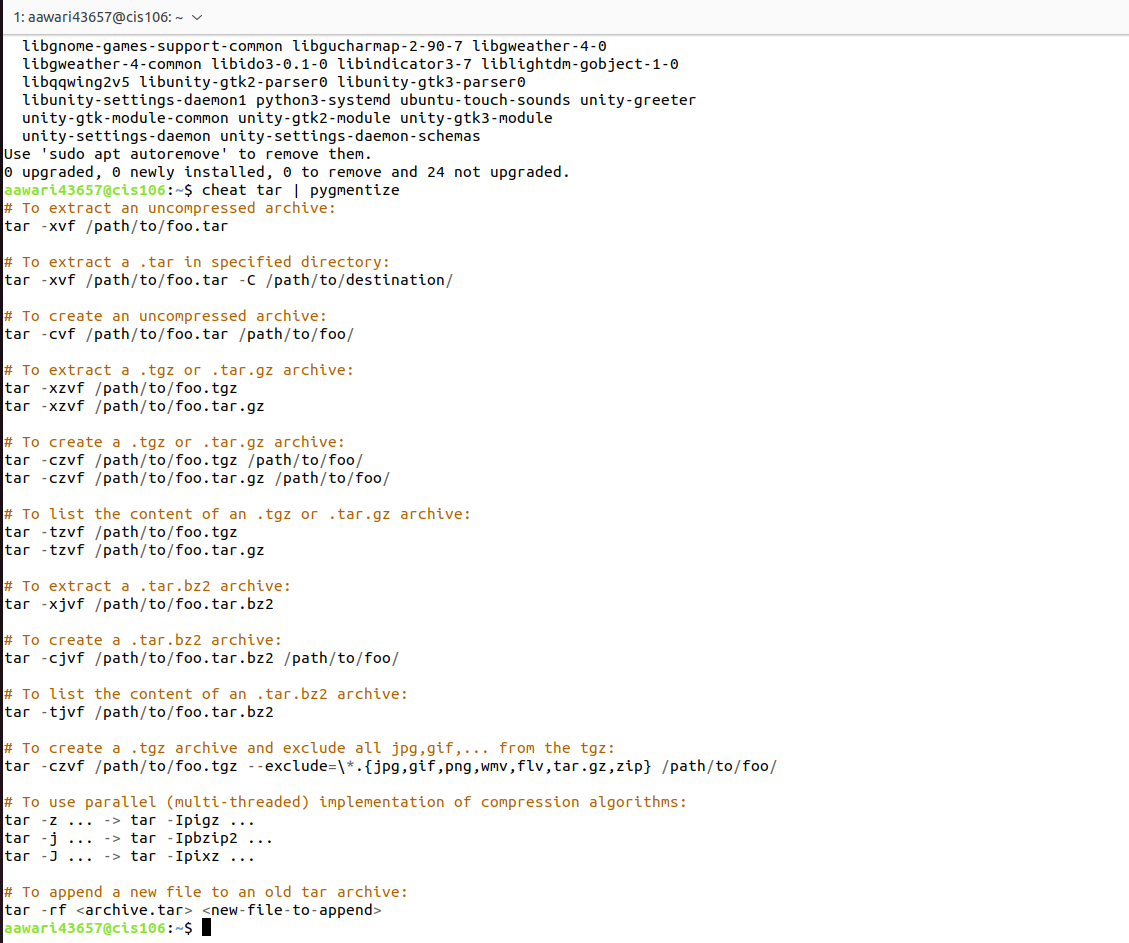 1: aawari43657@cis106: ~
libgnome-games-support-common libgucharmap-2-90-7 libgweather-4-0
libgweather-4-common libido3-0.1-0 libindicator3-7 liblightdm-gobject-1-0
libqqwing2v5 libunity-gtk2-parser0 libunity-gtk3-parser0
libunity-settings-daemon1 python3-systemd ubuntu-touch-sounds unity-greeter
unity-gtk-module-common unity-gtk2-module unity-gtk3-module
unity-settings-daemon unity-settings-daemon-schemas
Use 'sudo apt autoremove' to remove them.
0 upgraded, 0 newly installed, 0 to remove and 24 not upgraded.
aawari43657@cis106:~$ cheat tar | pygmentize
# To extract an uncompressed archive:
tar -xvf /path/to/foo.tar
# To extract a .tar in specified directory:
tar -xvf /path/to/foo.tar -C /path/to/destination/
# To create an uncompressed archive:
tar -cvf /path/to/foo.tar /path/to/foo/
# To extract a .tgz or .tar.gz archive:
tar -xzvf /path/to/foo.tgz
tar -xzvf /path/to/foo.tar.gz
# To create a .tgz or .tar.gz archive:
tar -czvf /path/to/foo.tgz /path/to/foo/
tar -czvf /path/to/foo.tar.gz /path/to/foo/
# To list the content of an .tgz or .tar.gz archive:
tar -tzvf /path/to/foo.tgz
tar -tzvf /path/to/foo.tar.gz
# To extract a .tar.bz2 archive:
tar -xjvf /path/to/foo.tar.bz2
# To create a .tar.bz2 archive:
tar -cjvf /path/to/foo.tar.bz2 /path/to/foo/
# To list the content of an .tar.bz2 archive:
tar -tjvf /path/to/foo.tar.bz2
# To create a .tgz archive and exclude all jpg,gif,... from the tgz:
tar -czvf /path/to/foo.tgz --exclude=\*.{jpg,gif,png,wmv,flv,tar.gz,zip} /path/to/foo/
# To use parallel (multi-threaded) implementation of compression algorithms:
tar -z ... -> tar -Ipigz ...
tar -j ... -> tar -Ipbzip2 ...
tar -J ... -> tar -Ipixz ...
# To append a new file to an old tar archive:
tar -rf <archive.tar> <new-file-to-append>
aawari43657@cis106:~$